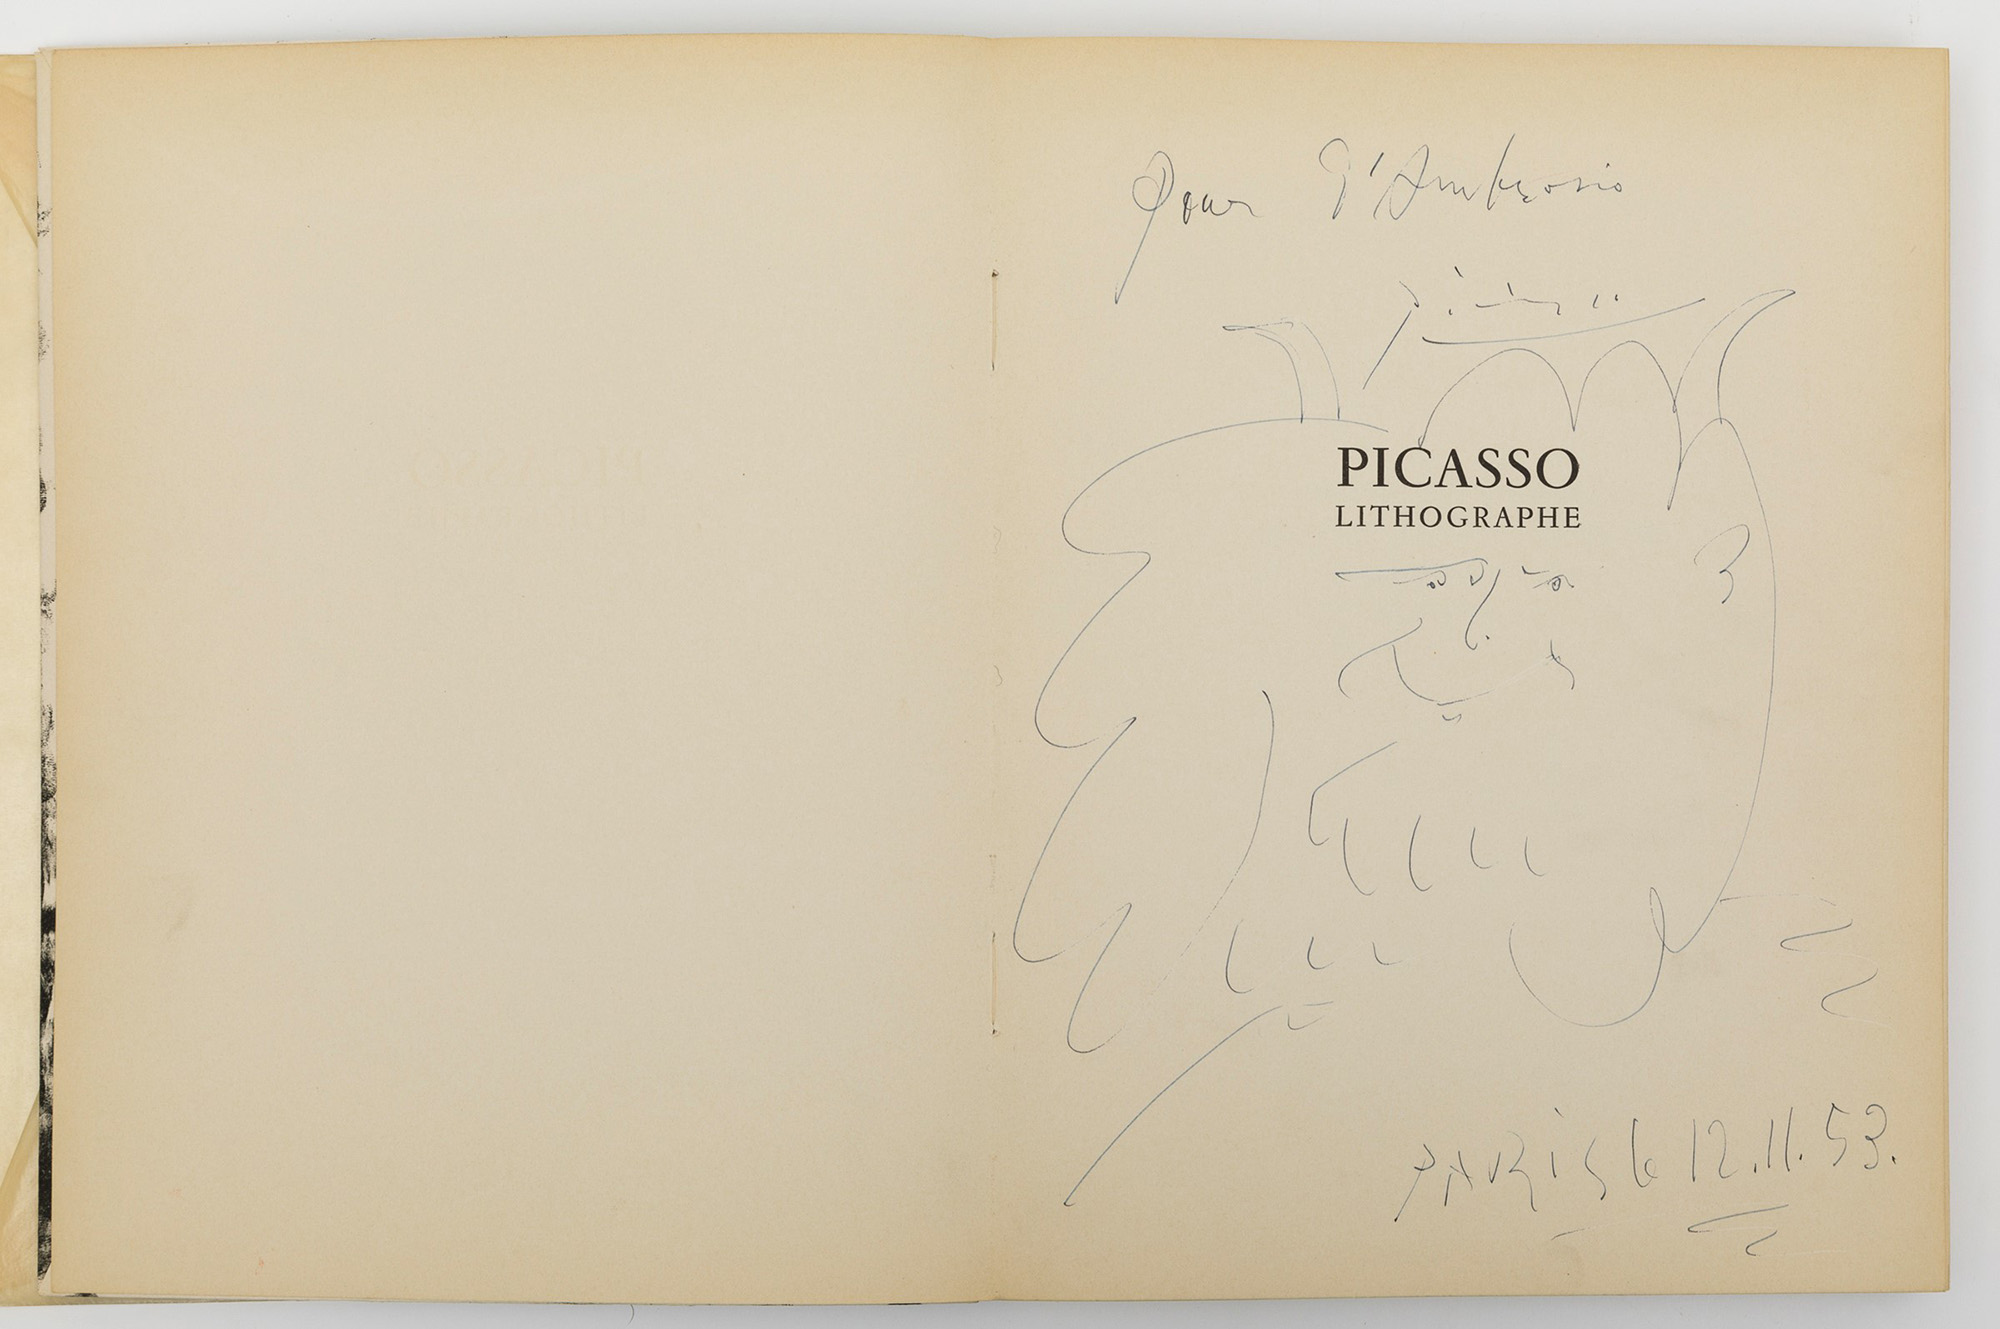 Pour D'Ambrosio
Picasso
PICASSO
LITHOGRAPHE
PARIS le 12.11.53.